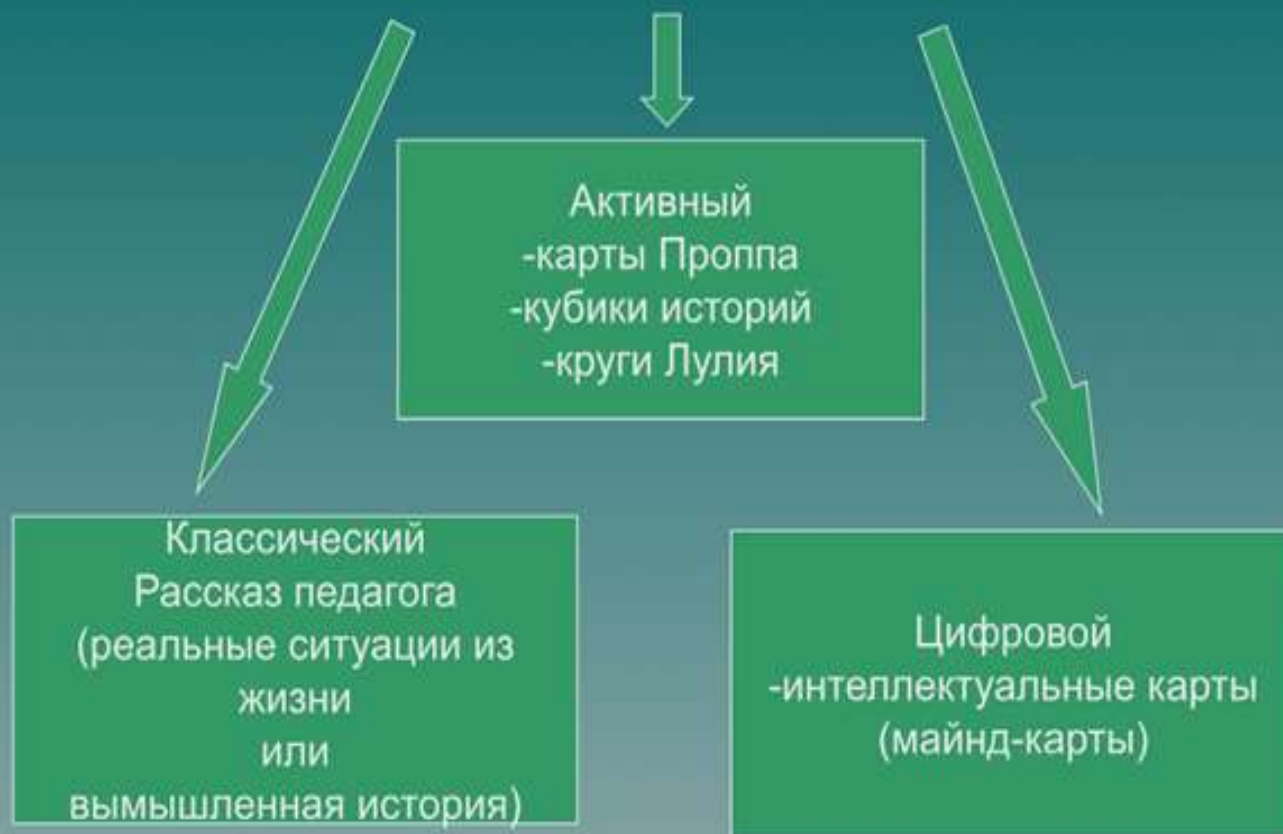 Активный
-карты Проппа
-кубики историй
-круги Лулия
Классический
Рассказ педагога
(реальные ситуации из
жизни
или
вымышленная история)
Цифровой
-интеллектуальные карты
(майнд-карты)